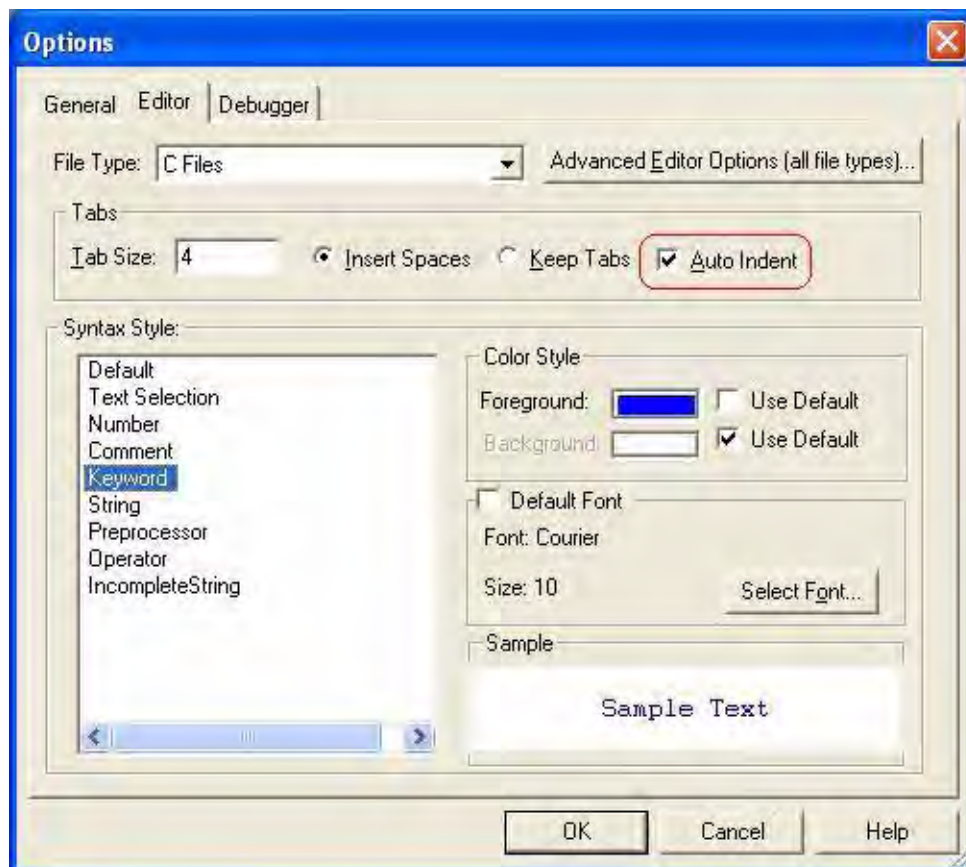 Options
General Editor Debugger
File Type: C Files Advanced Editor Options (all file types)...
Tabs
Tab Size: 4 Insert Spaces Keep Tabs Auto Indent
Syntax Style:
Default
Text Selection
Number
Comment
Keyword
String
Preprocessor
Operator
IncompleteString
Color Style
Foreground: Use Default
Background: Use Default
Default Font
Font: Courier
Size: 10 Select Font...
Sample
Sample Text
OK Cancel Help